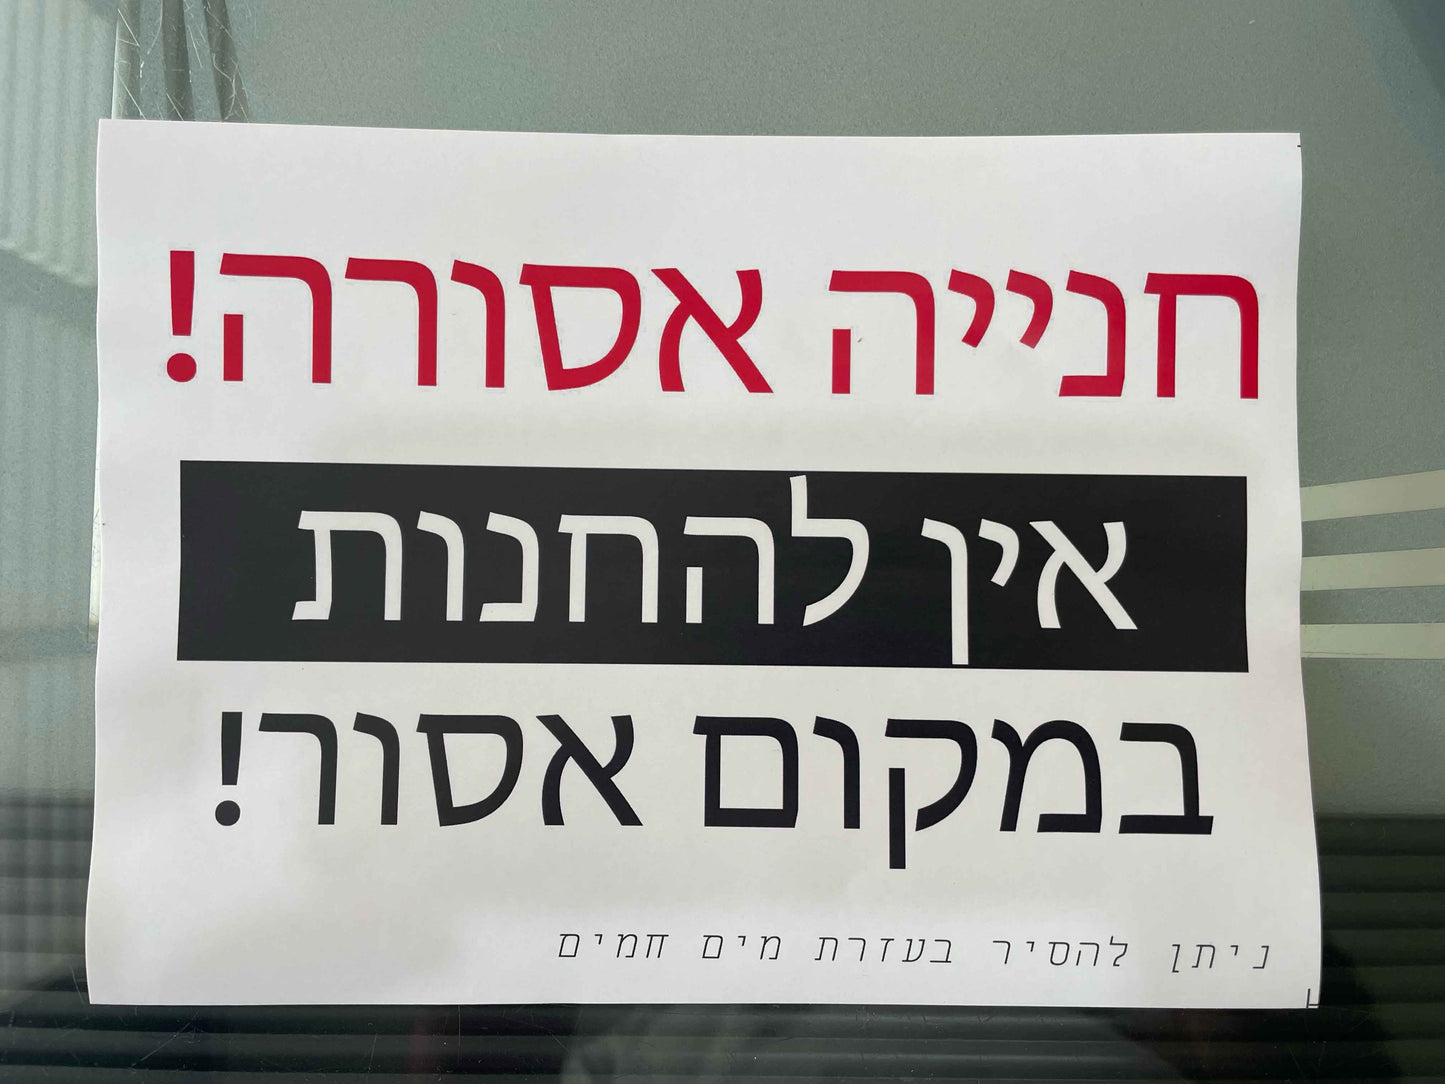 חנייה אסורה!
אין להחנות
במקום אסור!
ניתן להסיר בעזרת מים חמים